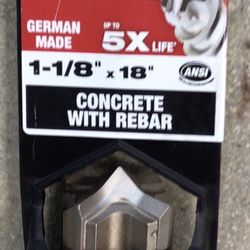 GERMAN
MADE
UP TO
5X LIFE*
1-1/8" x 18"
ANSI
CONCRETE
WITH REBAR